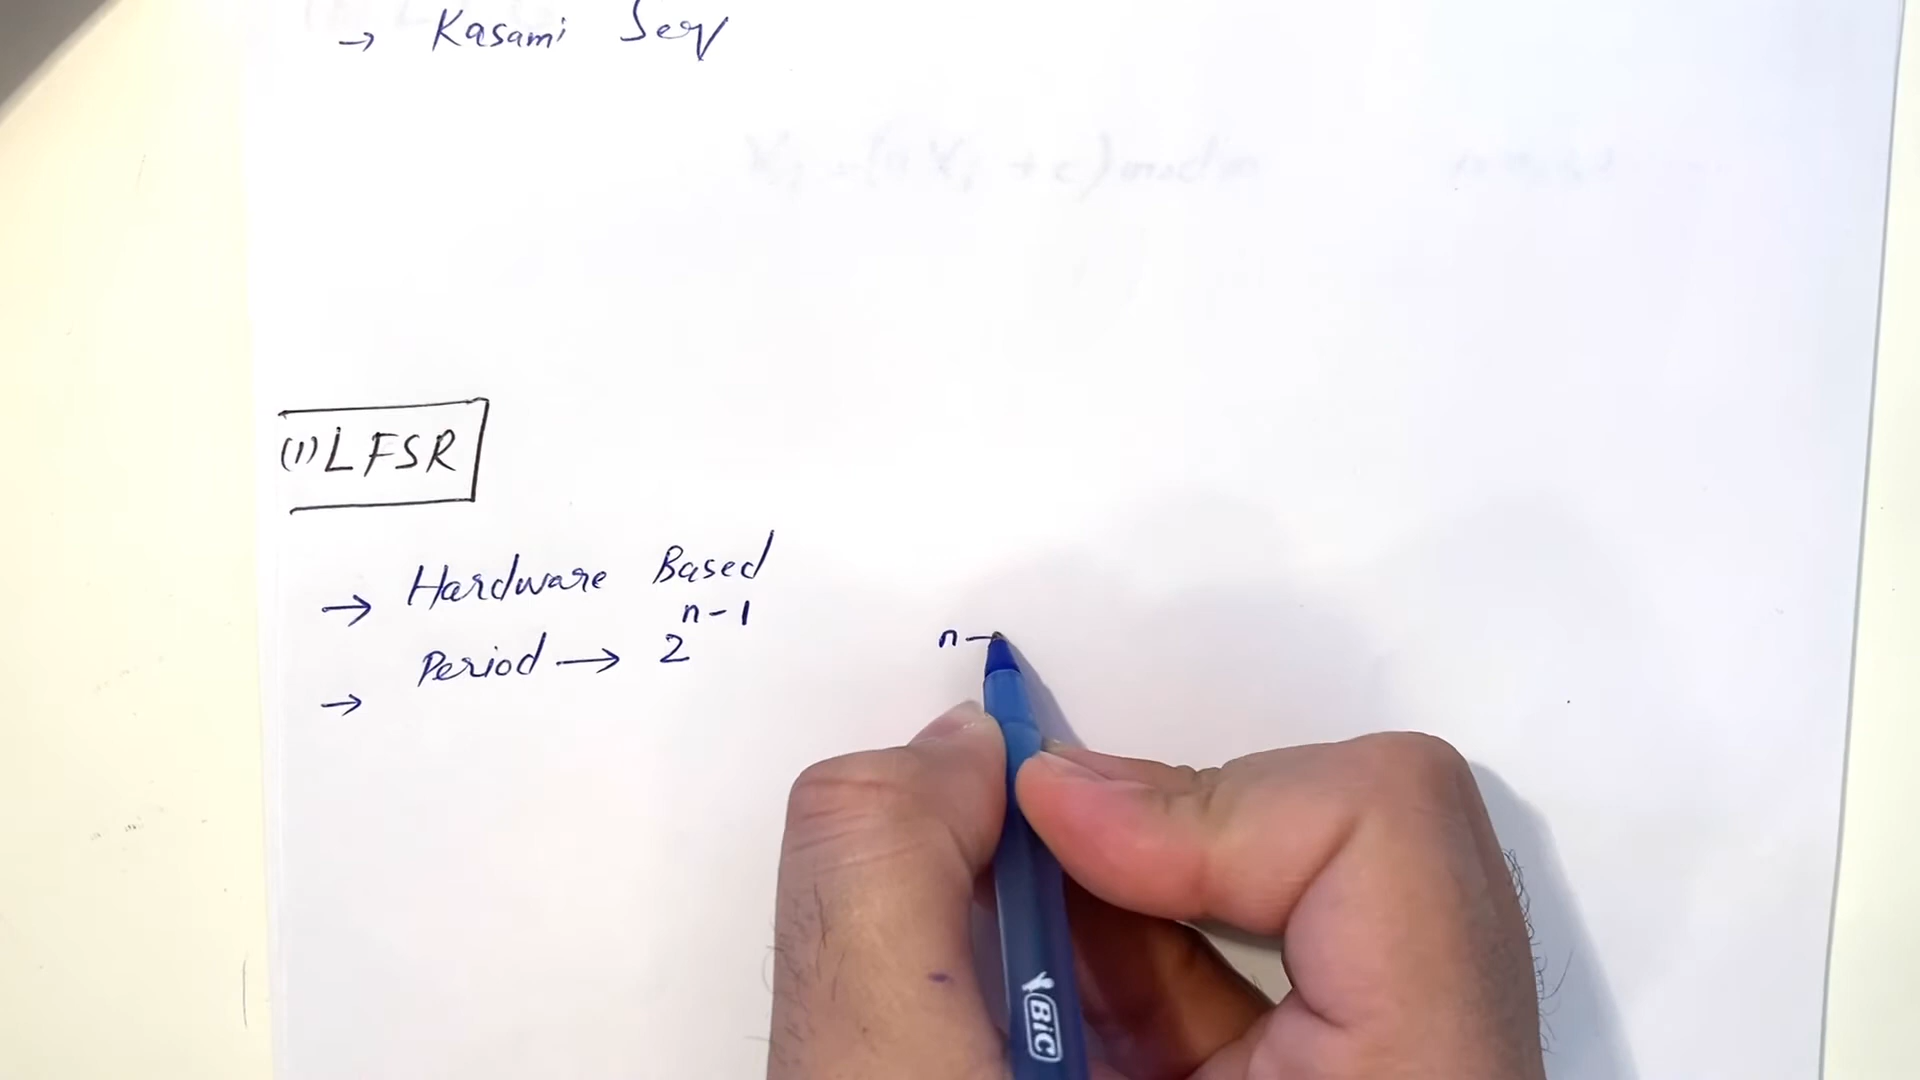 → Kasami Seq
(1) LFSR
→ Hardware Based
→ Period → 2^{n-1}
n —
BIC